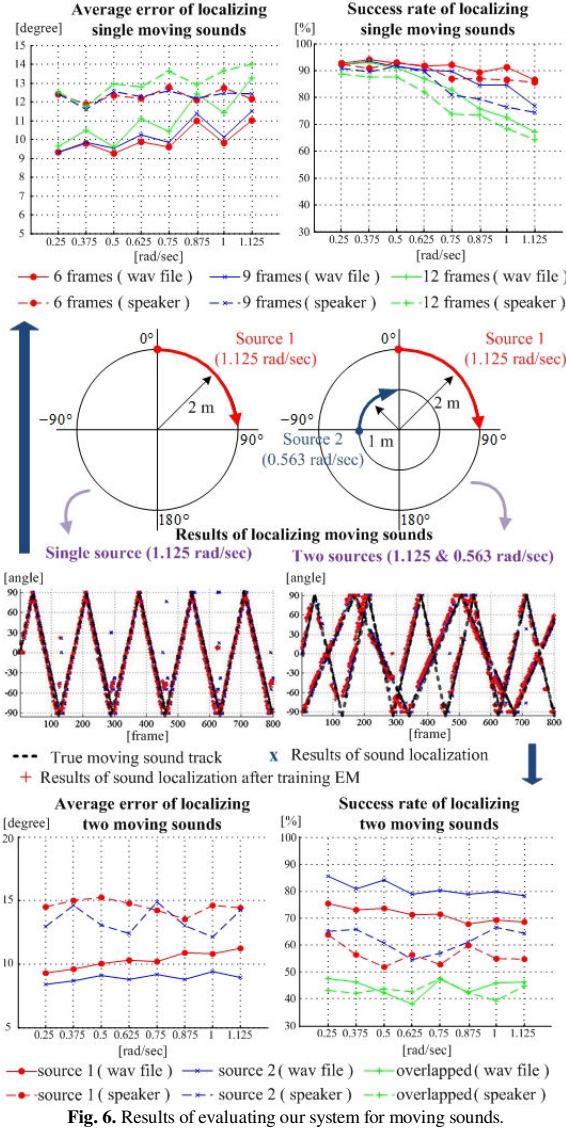 Average error of localizing
single moving sounds
Success rate of localizing
single moving sounds
[degree]
[%]
15
14
13
12
11
10
9
8
7
6
5
100
90
80
70
60
50
40
30
0.25 0.375 0.5 0.625 0.75 0.875 1 1.125
0.25 0.375 0.5 0.625 0.75 0.875 1 1.125
[rad/sec]
[rad/sec]
6 frames ( wav file ) 9 frames ( wav file ) 12 frames ( wav file )
6 frames ( speaker ) 9 frames ( speaker ) 12 frames ( speaker )
0°
Source 1
(1.125 rad/sec)
2 m
−90°
90°
180°
0°
Source 1
(1.125 rad/sec)
2 m
−90°
90°
Source 2
(0.563 rad/sec)
1 m
180°
Results of localizing moving sounds
Single source (1.125 rad/sec)
Two sources (1.125 & 0.563 rad/sec)
[angle]
[angle]
90
60
30
0
-30
-60
-90
90
60
30
0
-30
-60
-90
100 200 300 400 500 600 700 800
100 200 300 400 500 600 700 800
[frame]
[frame]
True moving sound track
x Results of sound localization
+ Results of sound localization after training EM
Average error of localizing
two moving sounds
Success rate of localizing
two moving sounds
[degree]
[%]
20
15
10
5
100
90
80
70
60
50
40
30
0.25 0.375 0.5 0.625 0.75 0.875 1 1.125
0.25 0.375 0.5 0.625 0.75 0.875 1 1.125
[rad/sec]
[rad/sec]
source 1 ( wav file ) source 2 ( wav file ) overlapped ( wav file )
source 1 ( speaker ) source 2 ( speaker ) overlapped ( speaker )
Fig. 6. Results of evaluating our system for moving sounds.